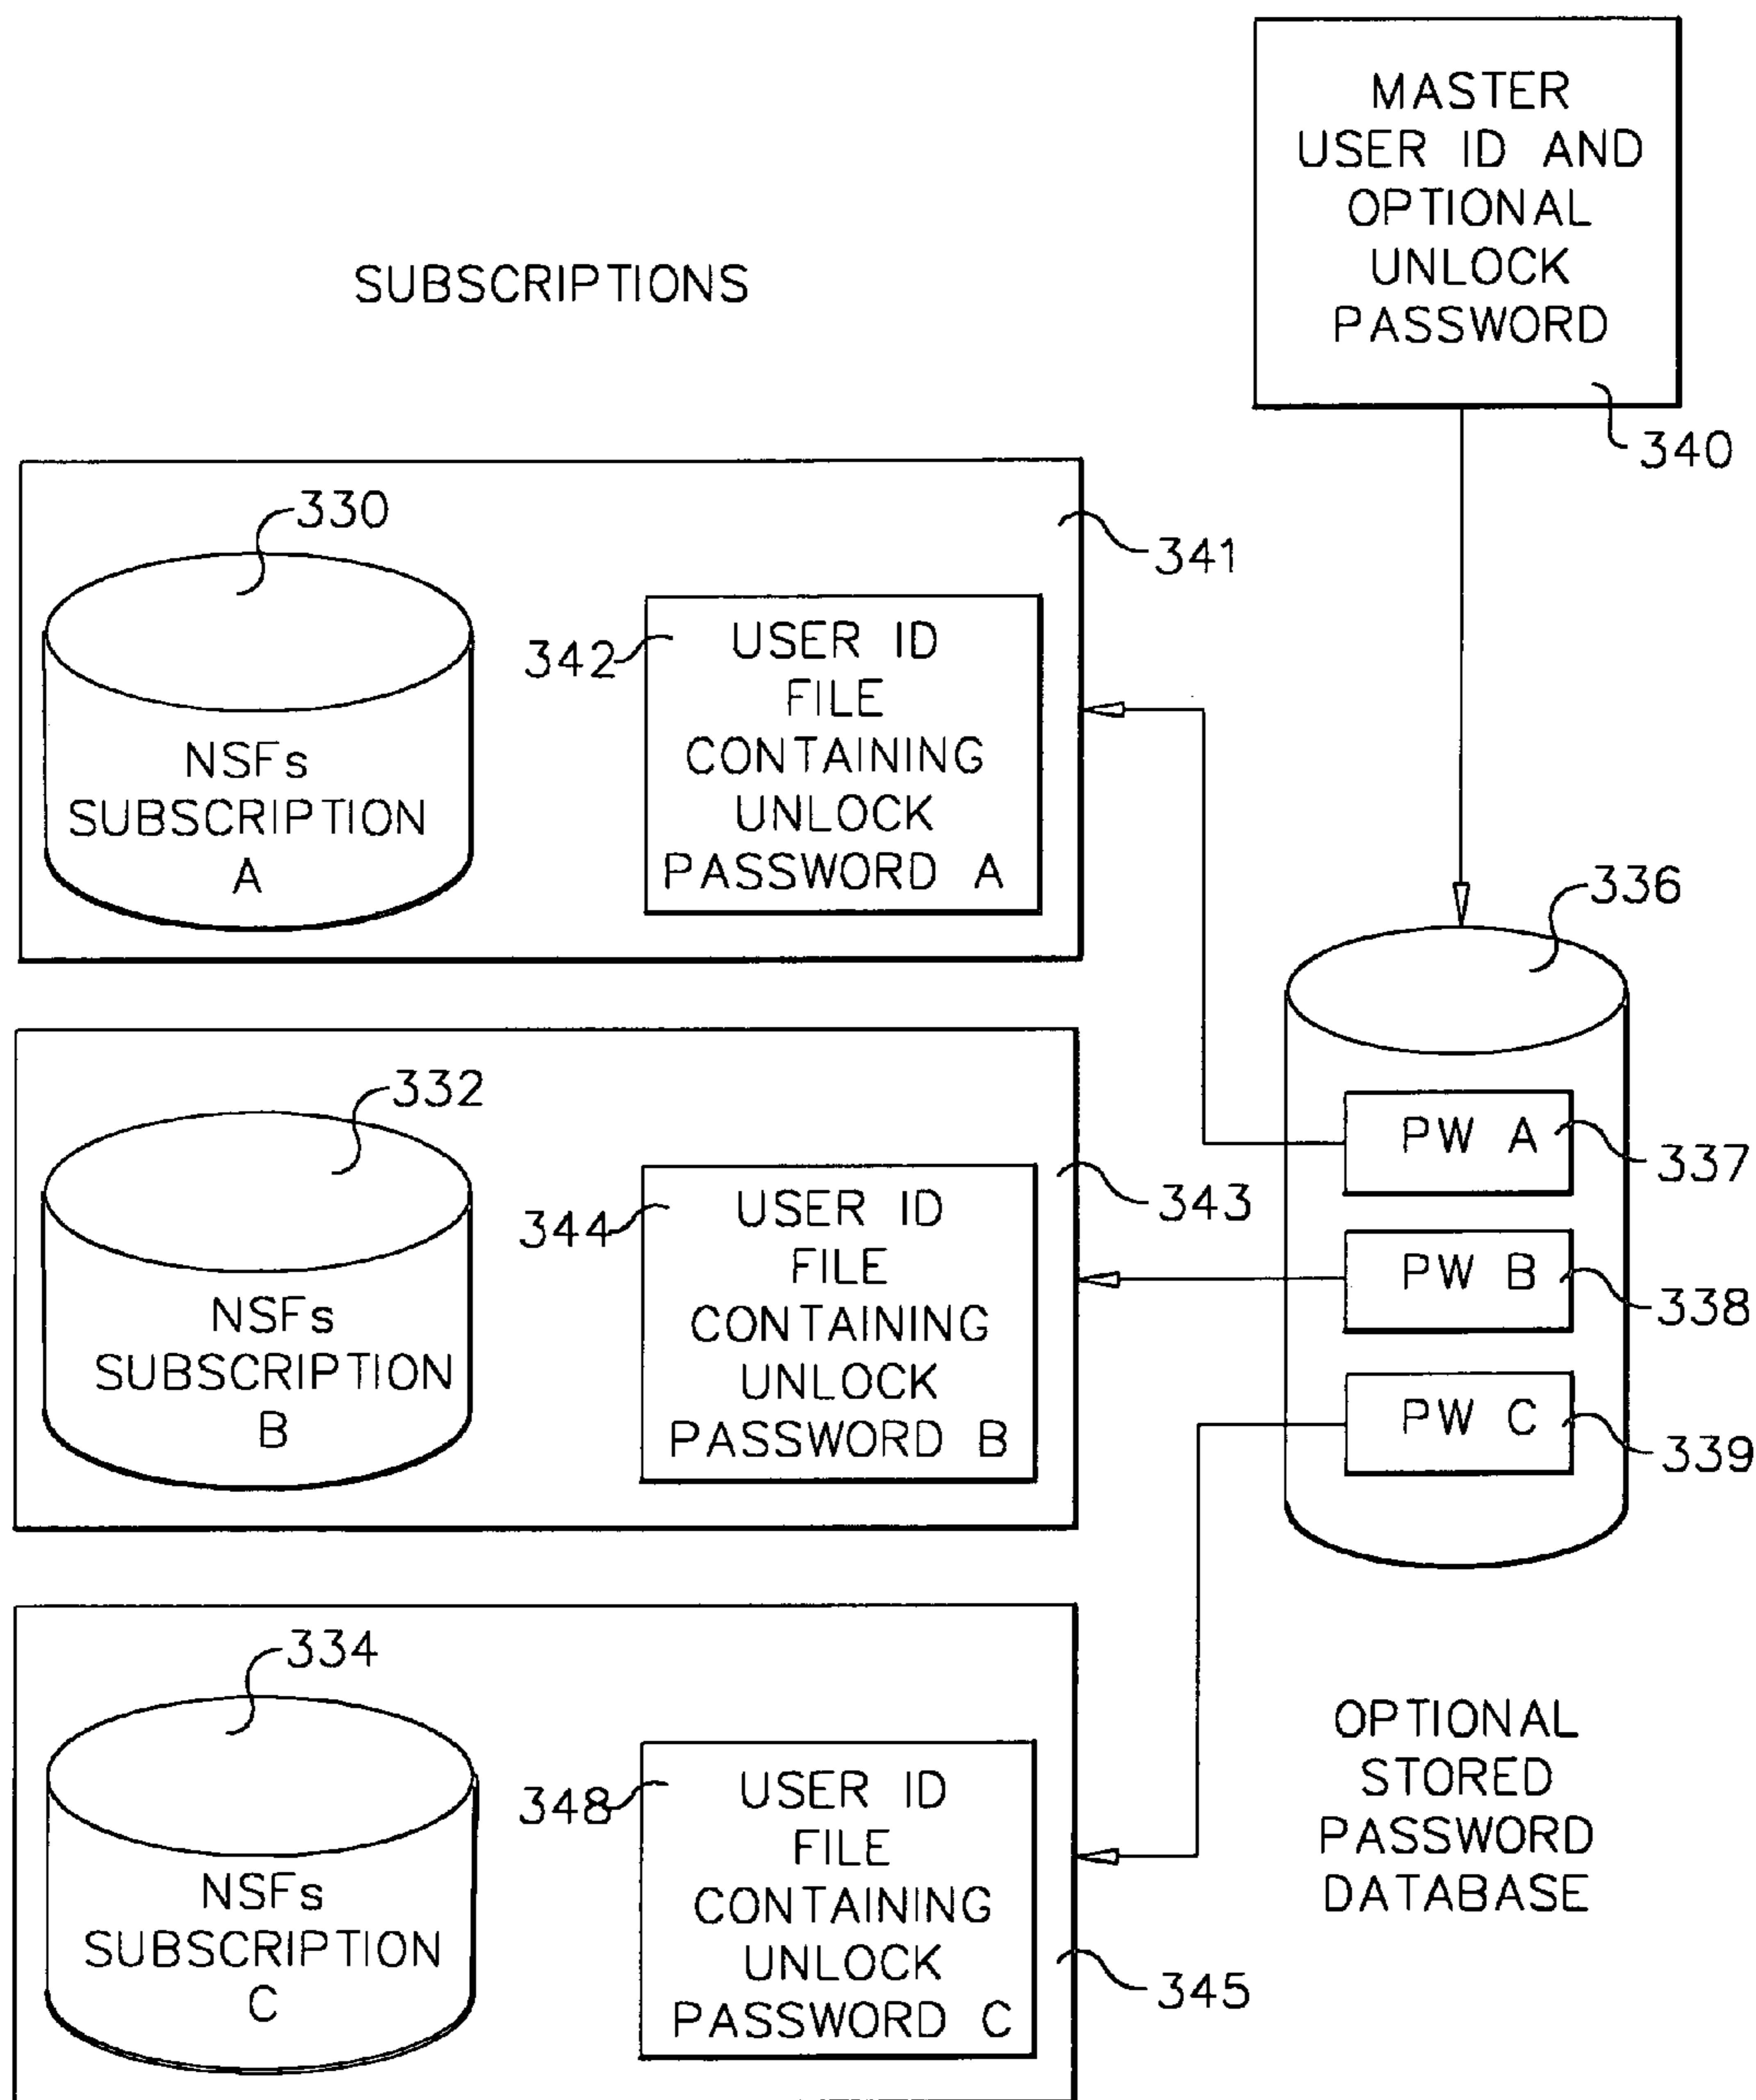 MASTER
USER ID AND
OPTIONAL
UNLOCK
PASSWORD
340
SUBSCRIPTIONS
330
341
342
USER ID
FILE
CONTAINING
UNLOCK
PASSWORD A
NSFs
SUBSCRIPTION
A
336
332
343
344
USER ID
FILE
CONTAINING
UNLOCK
PASSWORD B
NSFs
SUBSCRIPTION
B
PW A
337
PW B
338
PW C
339
334
345
348
USER ID
FILE
CONTAINING
UNLOCK
PASSWORD C
NSFs
SUBSCRIPTION
C
OPTIONAL
STORED
PASSWORD
DATABASE